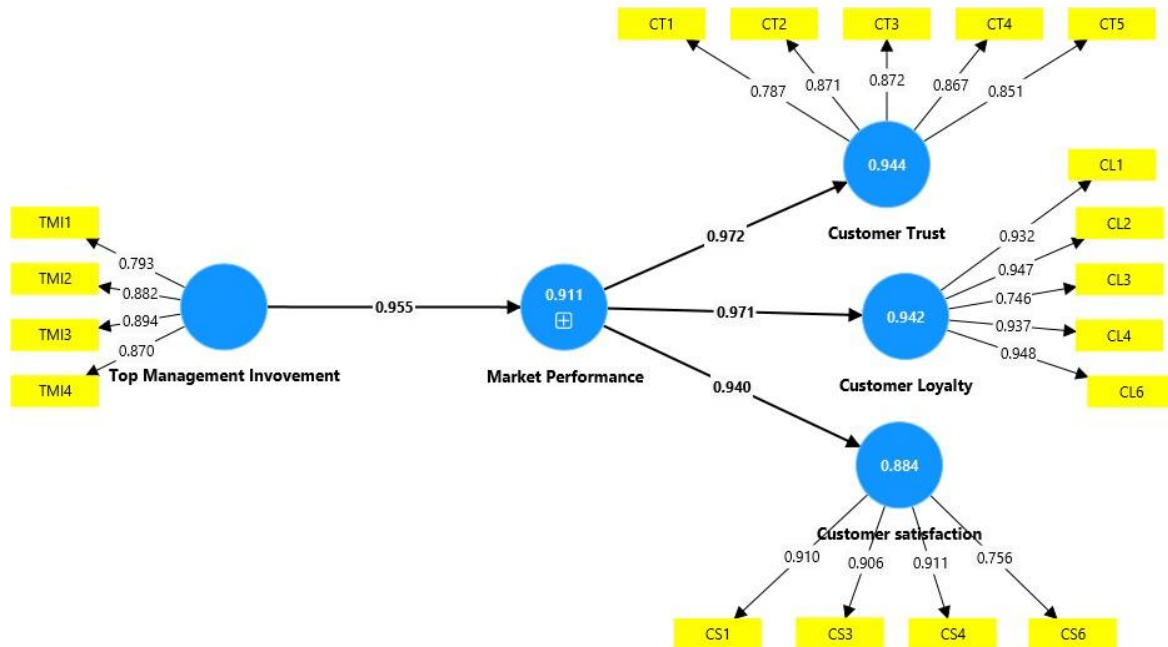 CT1
CT2
CT3
CT4
CT5
0.787
0.871
0.872
0.867
0.851
0.944
Customer Trust
TMI1
TMI2
TMI3
TMI4
0.793
0.882
0.894
0.870
Top Management Invovement
0.955
0.911
Market Performance
0.972
0.971
0.940
CL1
CL2
CL3
CL4
CL6
0.932
0.947
0.746
0.937
0.948
0.942
Customer Loyalty
0.884
Customer satisfaction
0.910
0.906
0.911
0.756
CS1
CS3
CS4
CS6